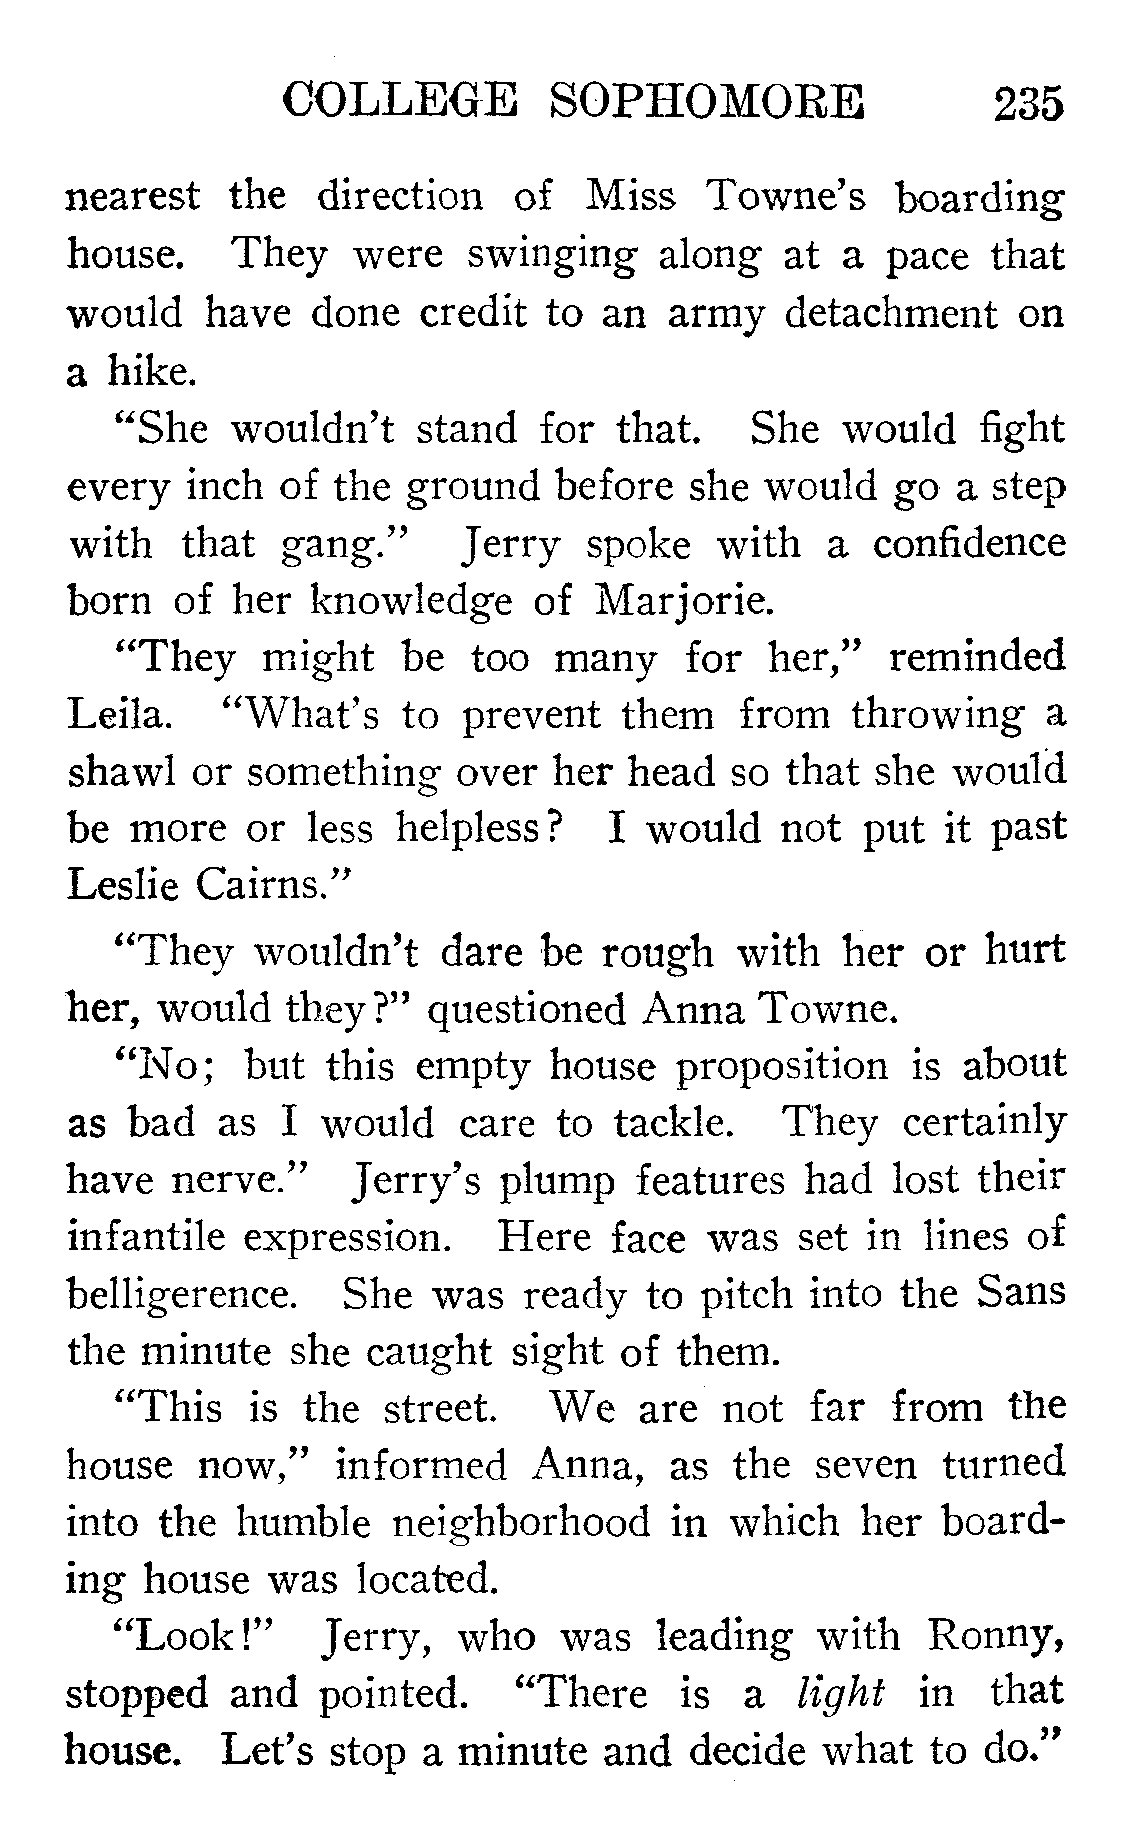 COLLEGE SOPHOMORE 235
nearest the direction of Miss Towne's boarding
house. They were swinging along at a pace that
would have done credit to an army detachment on
a hike.
“She wouldn't stand for that. She would fight
every inch of the ground before she would go a step
with that gang.” Jerry spoke with a confidence
born of her knowledge of Marjorie.
“They might be too many for her,” reminded
Leila. “What's to prevent them from throwing a
shawl or something over her head so that she would
be more or less helpless? I would not put it past
Leslie Cairns.”
“They wouldn't dare be rough with her or hurt
her, would they?” questioned Anna Towne.
“No; but this empty house proposition is about
as bad as I would care to tackle. They certainly
have nerve.” Jerry's plump features had lost their
infantile expression. Here face was set in lines of
belligerence. She was ready to pitch into the Sans
the minute she caught sight of them.
“This is the street. We are not far from the
house now,” informed Anna, as the seven turned
into the humble neighborhood in which her board-
ing house was located.
“Look!” Jerry, who was leading with Ronny,
stopped and pointed. “There is a light in that
house. Let's stop a minute and decide what to do.”